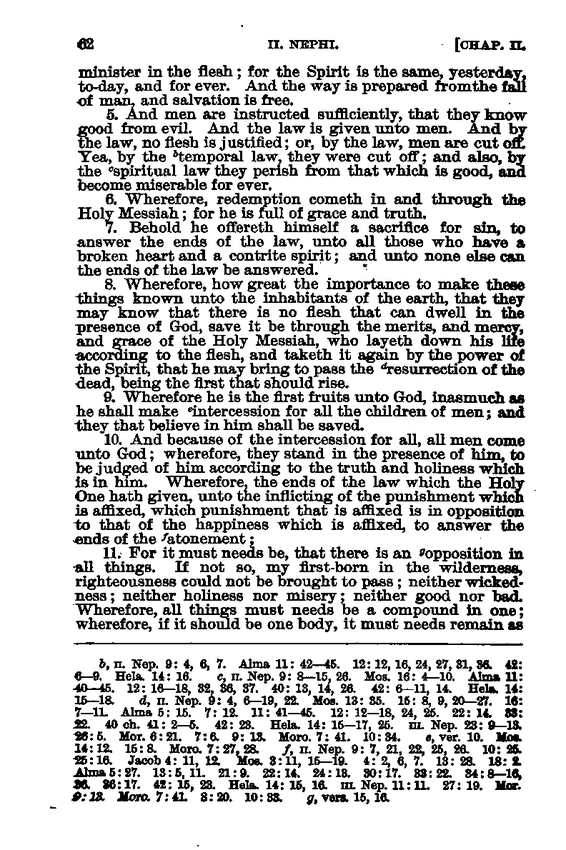 62 II. NEPHI. [CHAP. II.
minister in the flesh; for the Spirit is the same, yesterday,
to-day, and for ever. And the way is prepared from the fall
of man, and salvation is free.
5. And men are instructed sufficiently, that they know
good from evil. And the law is given unto men. And by
the law, no flesh is justified; or, by the law, men are cut off.
Yea, by the ᵇtemporal law, they were cut off; and also, by
the ᶜspiritual law they perish from that which is good, and
become miserable for ever.
6. Wherefore, redemption cometh in and through the
Holy Messiah; for he is full of grace and truth.
7. Behold he offereth himself a sacrifice for sin, to
answer the ends of the law, unto all those who have a
broken heart and a contrite spirit; and unto none else can
the ends of the law be answered.
8. Wherefore, how great the importance to make these
things known unto the inhabitants of the earth, that they
may know that there is no flesh that can dwell in the
presence of God, save it be through the merits, and mercy,
and grace of the Holy Messiah, who layeth down his life
according to the flesh, and taketh it again by the power of
the Spirit, that he may bring to pass the ᵈresurrection of the
dead, being the first that should rise.
9. Wherefore he is the first fruits unto God, inasmuch as
he shall make ᵉintercession for all the children of men; and
they that believe in him shall be saved.
10. And because of the intercession for all, all men come
unto God; wherefore, they stand in the presence of him, to
be judged of him according to the truth and holiness which
is in him. Wherefore, the ends of the law which the Holy
One hath given, unto the inflicting of the punishment which
is affixed, which punishment that is affixed is in opposition
to that of the happiness which is affixed, to answer the
ends of the ᶠatonement;
11. For it must needs be, that there is an ᵍopposition in
all things. If not so, my first-born in the wilderness,
righteousness could not be brought to pass; neither wicked-
ness; neither holiness nor misery; neither good nor bad.
Wherefore, all things must needs be a compound in one;
wherefore, if it should be one body, it must needs remain as
b, II. Nep. 9: 4, 6, 7. Alma 11: 42—45. 12: 12, 16, 24, 27, 31, 36. 42:
6—9. Hela. 14: 16. c, II. Nep. 9: 8—15, 26. Mos. 16: 4—10. Alma 11:
40—45. 12: 16—18, 32, 36, 37. 40: 13, 14, 26. 42: 6—11, 14. Hela. 14:
15—18. d, II. Nep. 9: 4, 6—19, 22. Mos. 13: 35. 15: 8, 9, 20—27. 16:
7—11. Alma 5: 15. 7: 12. 11: 41—45. 12: 12—18, 24, 25. 22: 14. 33:
22. 40 ch. 41: 2—5. 42: 23. Hela. 14: 15—17, 25. III. Nep. 23: 9—13.
26: 5. Mor. 6: 21. 7: 6. 9: 13. Moro. 7: 41. 10: 34. e, ver. 10. Mos.
14: 12. 15: 8. Moro. 7: 27, 28. f, II. Nep. 9: 7, 21, 22, 25, 26. 10: 25.
25: 16. Jacob 4: 11, 12. Mos. 3: 11, 15—19. 4: 2, 6, 7. 13: 28. 18: 2.
Alma 5: 27. 13: 5, 11. 21: 9. 22: 14. 24: 13. 30: 17. 33: 22. 34: 8—16,
36. 36: 17. 42: 15, 23. Hela. 14: 15, 16. III. Nep. 11: 11. 27: 19. Mor.
9: 13. Moro. 7: 41. 8: 20. 10: 33. g, vers. 15, 16.